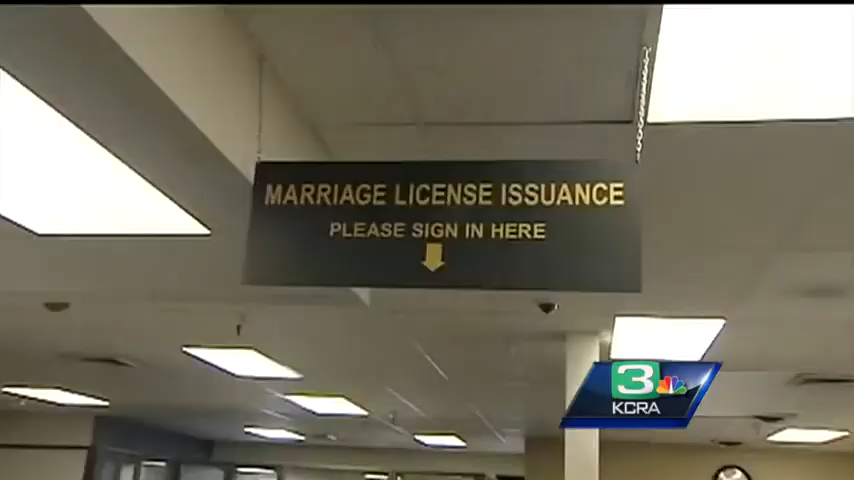 MARRIAGE LICENSE ISSUANCE
PLEASE SIGN IN HERE
3
KCRA